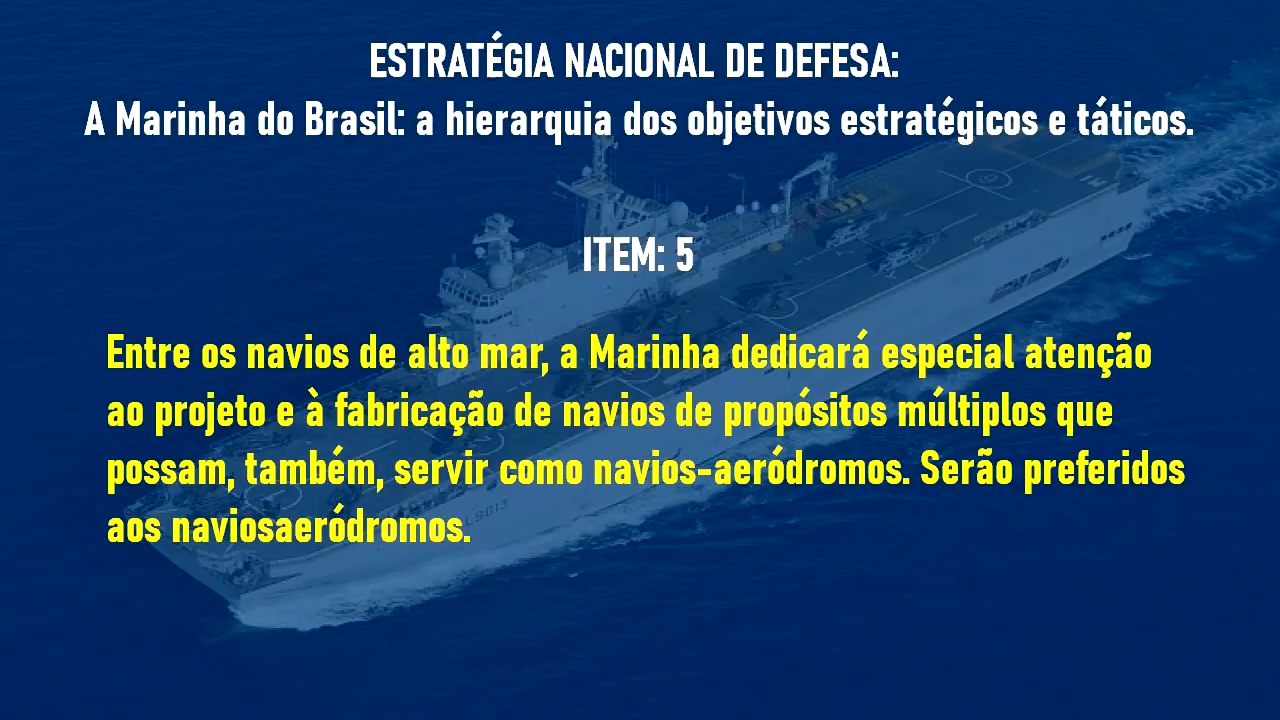 ESTRATÉGIA NACIONAL DE DEFESA:
A Marinha do Brasil: a hierarquia dos objetivos estratégicos e táticos.
ITEM: 5
Entre os navios de alto mar, a Marinha dedicará especial atenção
ao projeto e à fabricação de navios de propósitos múltiplos que
possam, também, servir como navios-aeródromos. Serão preferidos
aos naviosaeródromos.
L9013